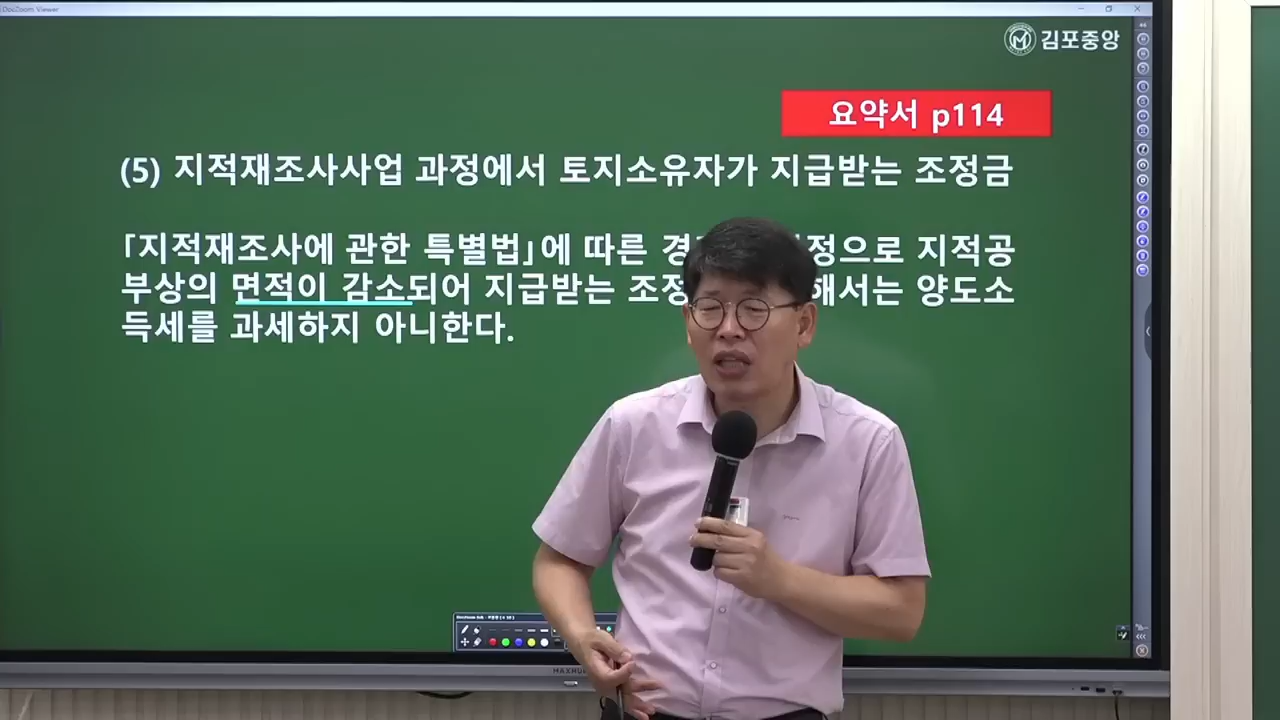 DocZoom Viewer
김포중앙
요약서 p114
(5) 지적재조사사업 과정에서 토지소유자가 지급받는 조정금
「지적재조사에 관한 특별법」에 따른 경 정으로 지적공
부상의 면적이 감소되어 지급받는 조정 해서는 양도소
득세를 과세하지 아니한다.